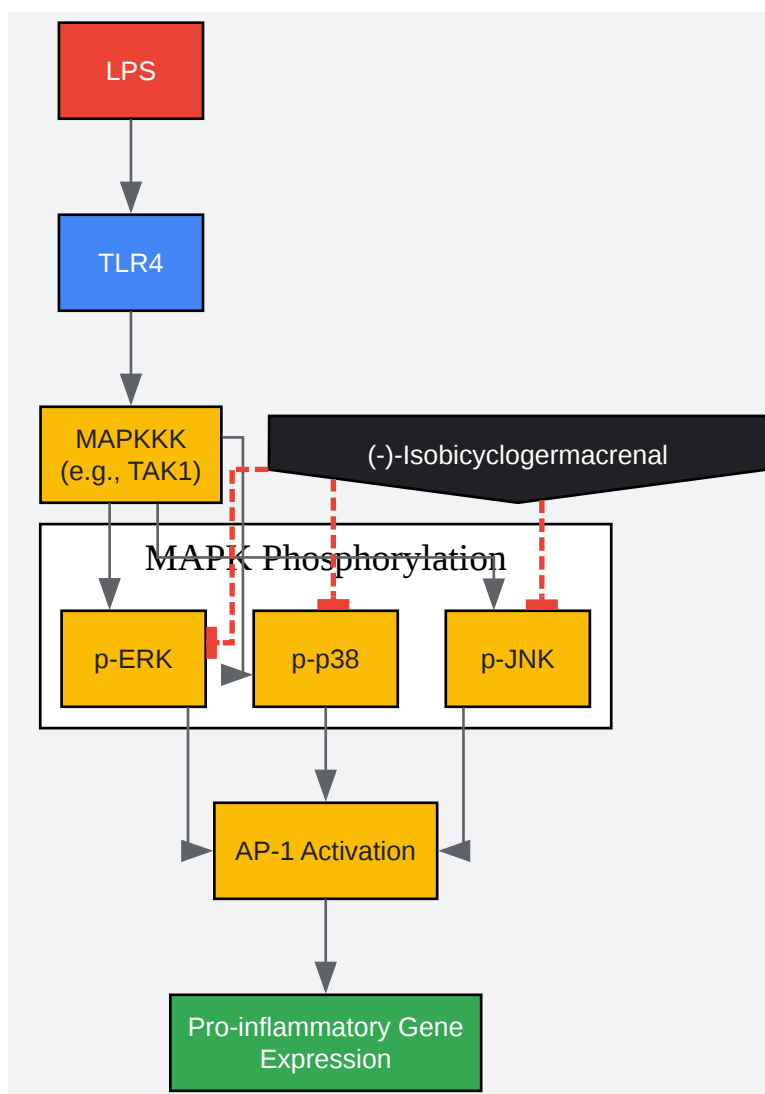 LPS
TLR4
MAPKKK
(e.g., TAK1)
(-)-Isobicyclogermacrenal
MAPK Phosphorylation
p-ERK
p-p38
p-JNK
AP-1 Activation
Pro-inflammatory Gene
Expression